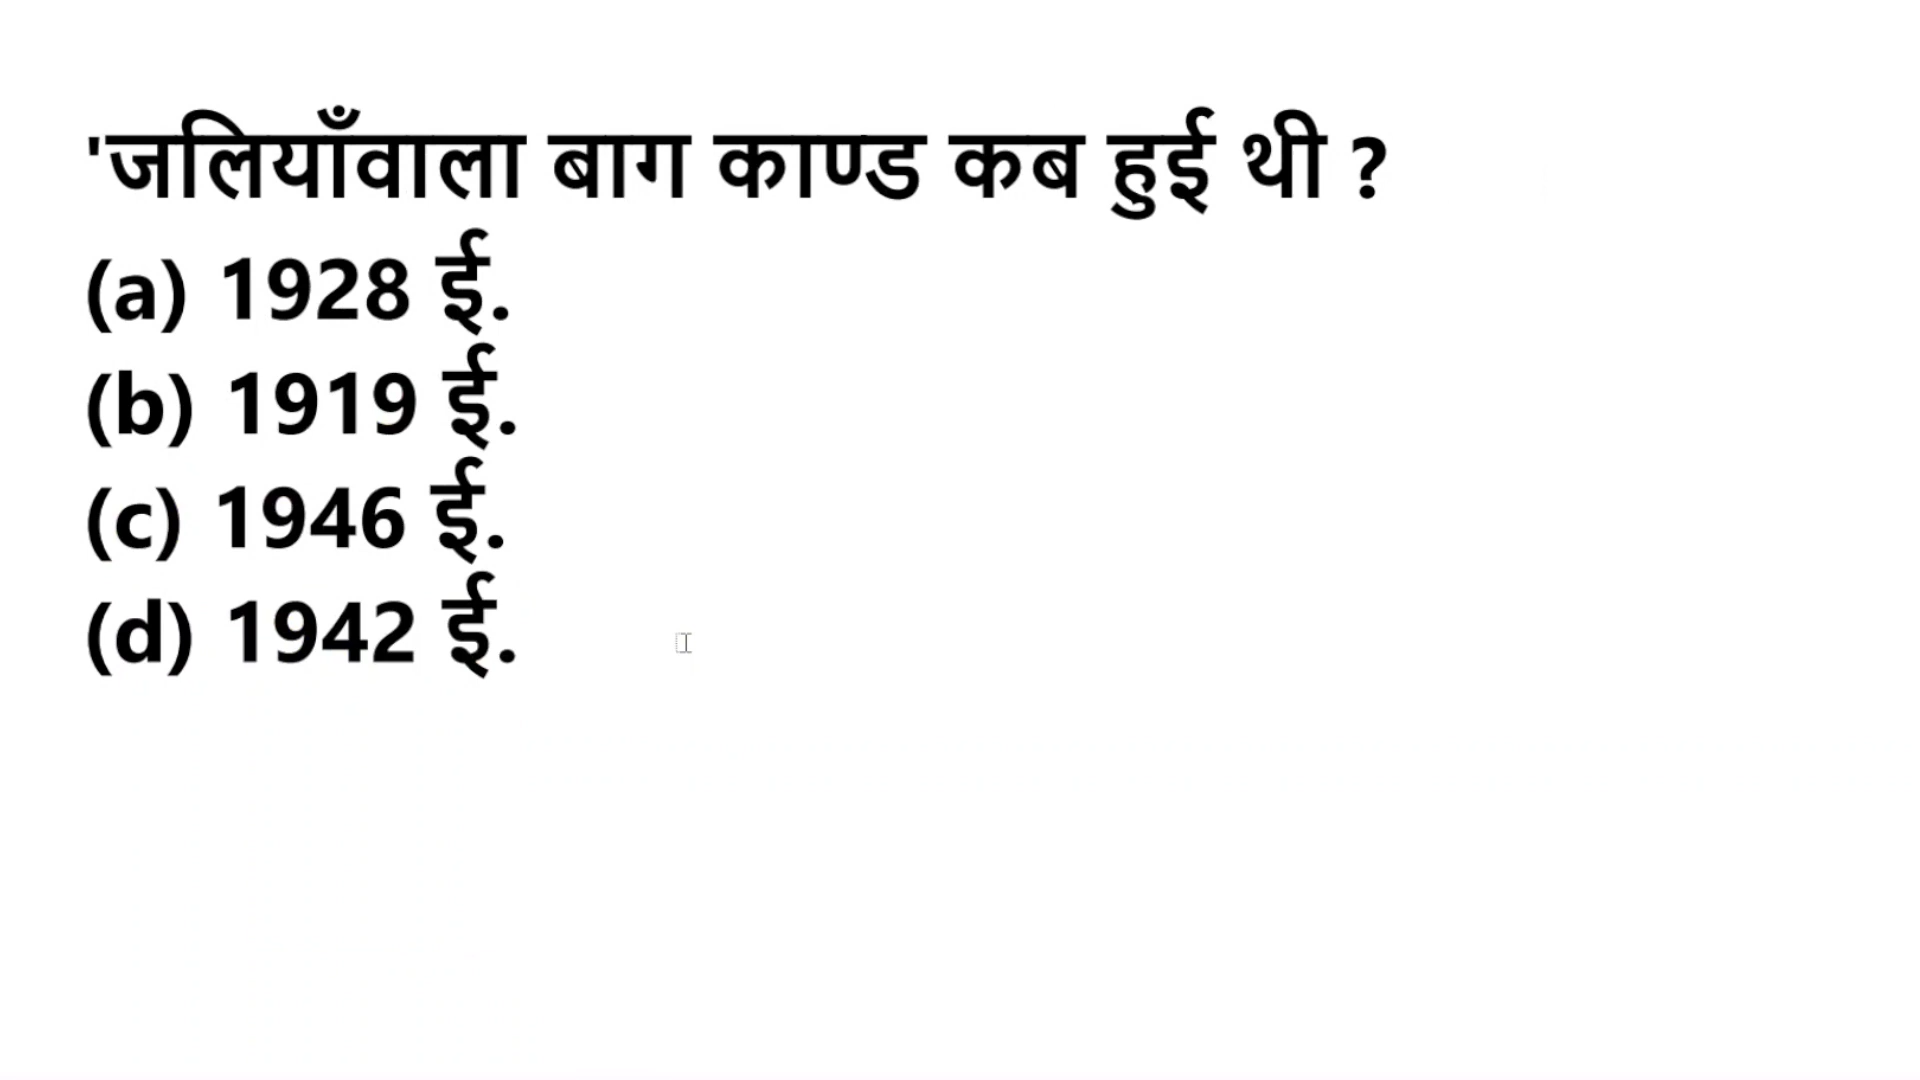 'जलियाँवाला बाग काण्ड कब हुई थी ?
(a) 1928 ई.
(b) 1919 ई.
(c) 1946 ई.
(d) 1942 ई.